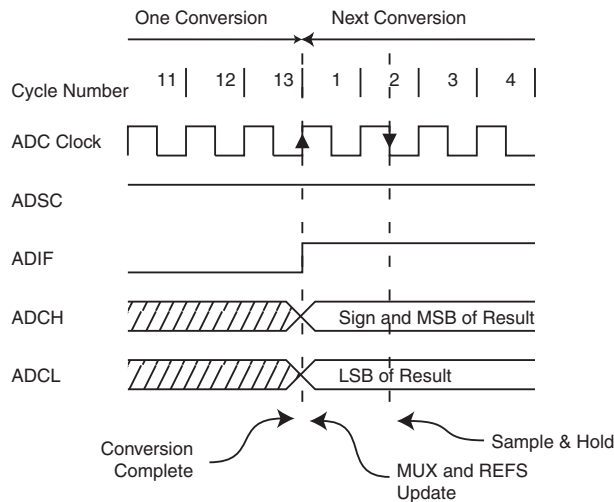 One Conversion Next Conversion
Cycle Number 11 12 13 1 2 3 4
ADC Clock
ADSC
ADIF
ADCH Sign and MSB of Result
ADCL LSB of Result
Conversion
Complete
MUX and REFS
Update
Sample & Hold